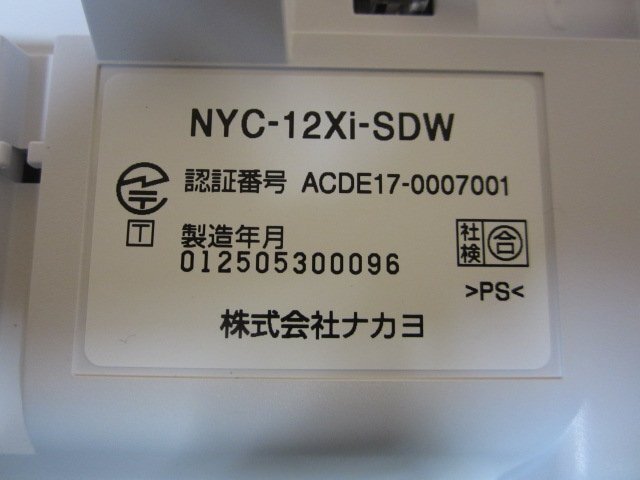 NYC-12Xi-SDW
認証番号 ACDE17-0007001
T
製造年月
012505300096
社検 合
>PS<
株式会社ナカヨ